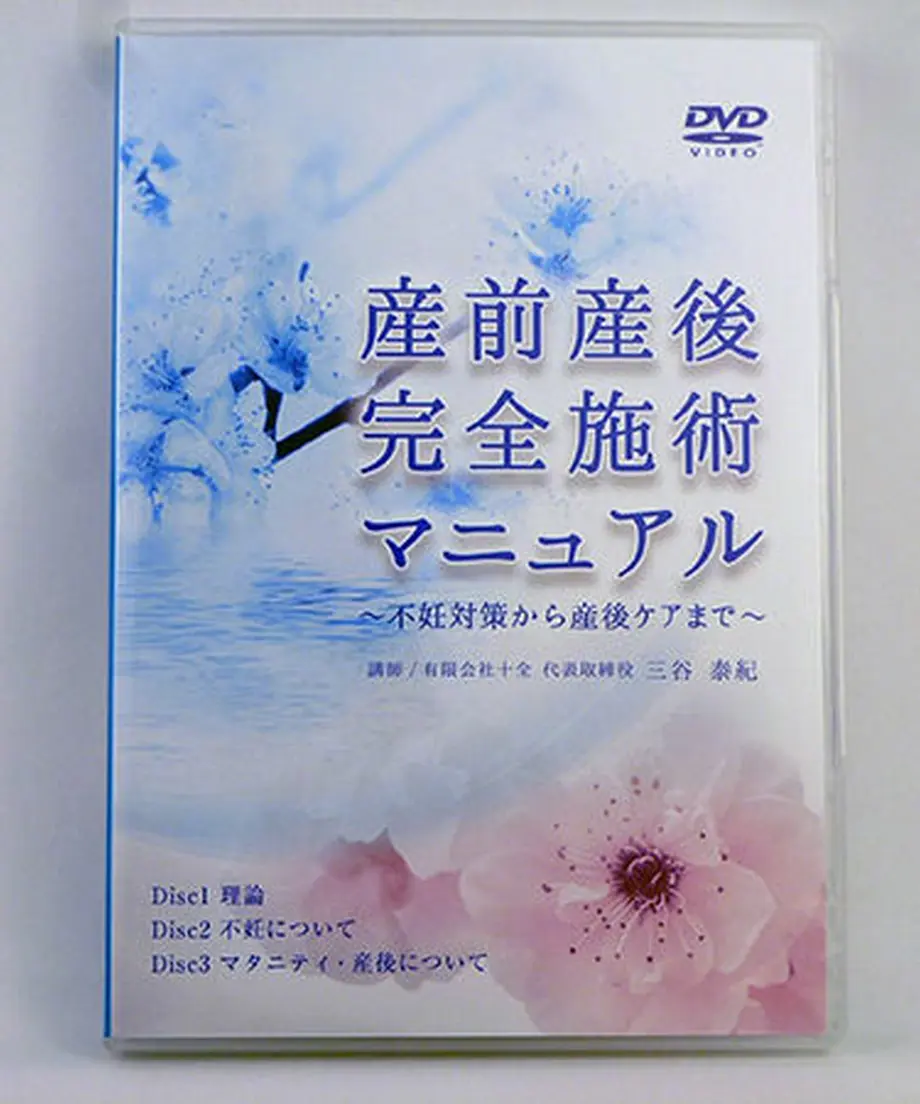 DVD
VIDEO
産前産後
完全施術
マニュアル
～不妊対策から産後ケアまで～
講師/有限会社十全 代表取締役 三谷 泰紀
Disc1 理論
Disc2 不妊について
Disc3 マタニティ・産後について